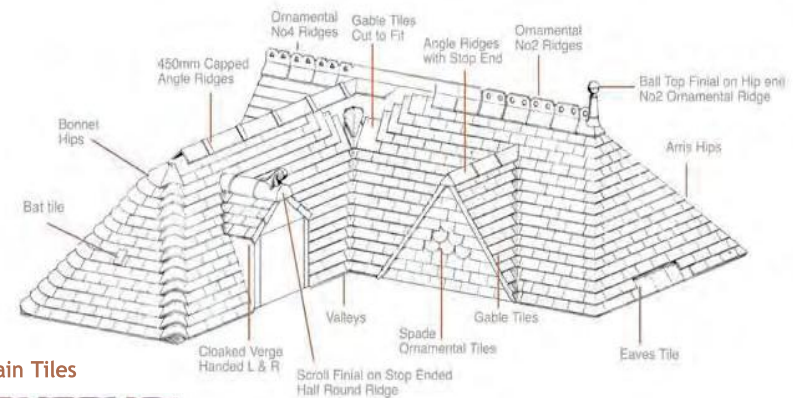 Ornamental
No4 Ridges
Gable Tiles
Cut to Fit
Angle Ridges
with Stop End
Ornamental
No2 Ridges
450mm Capped
Angle Ridges
Ball Top Finial on Hip end
No2 Ornamental Ridge
Bonnet
Hips
Arris Hips
Bat tile
Valleys
Gable Tiles
Spade
Ornamental Tiles
Eaves Tile
Cloaked Verge
Handed L & R
Scroll Finial on Stop Ended
Half Round Ridge
ain Tiles